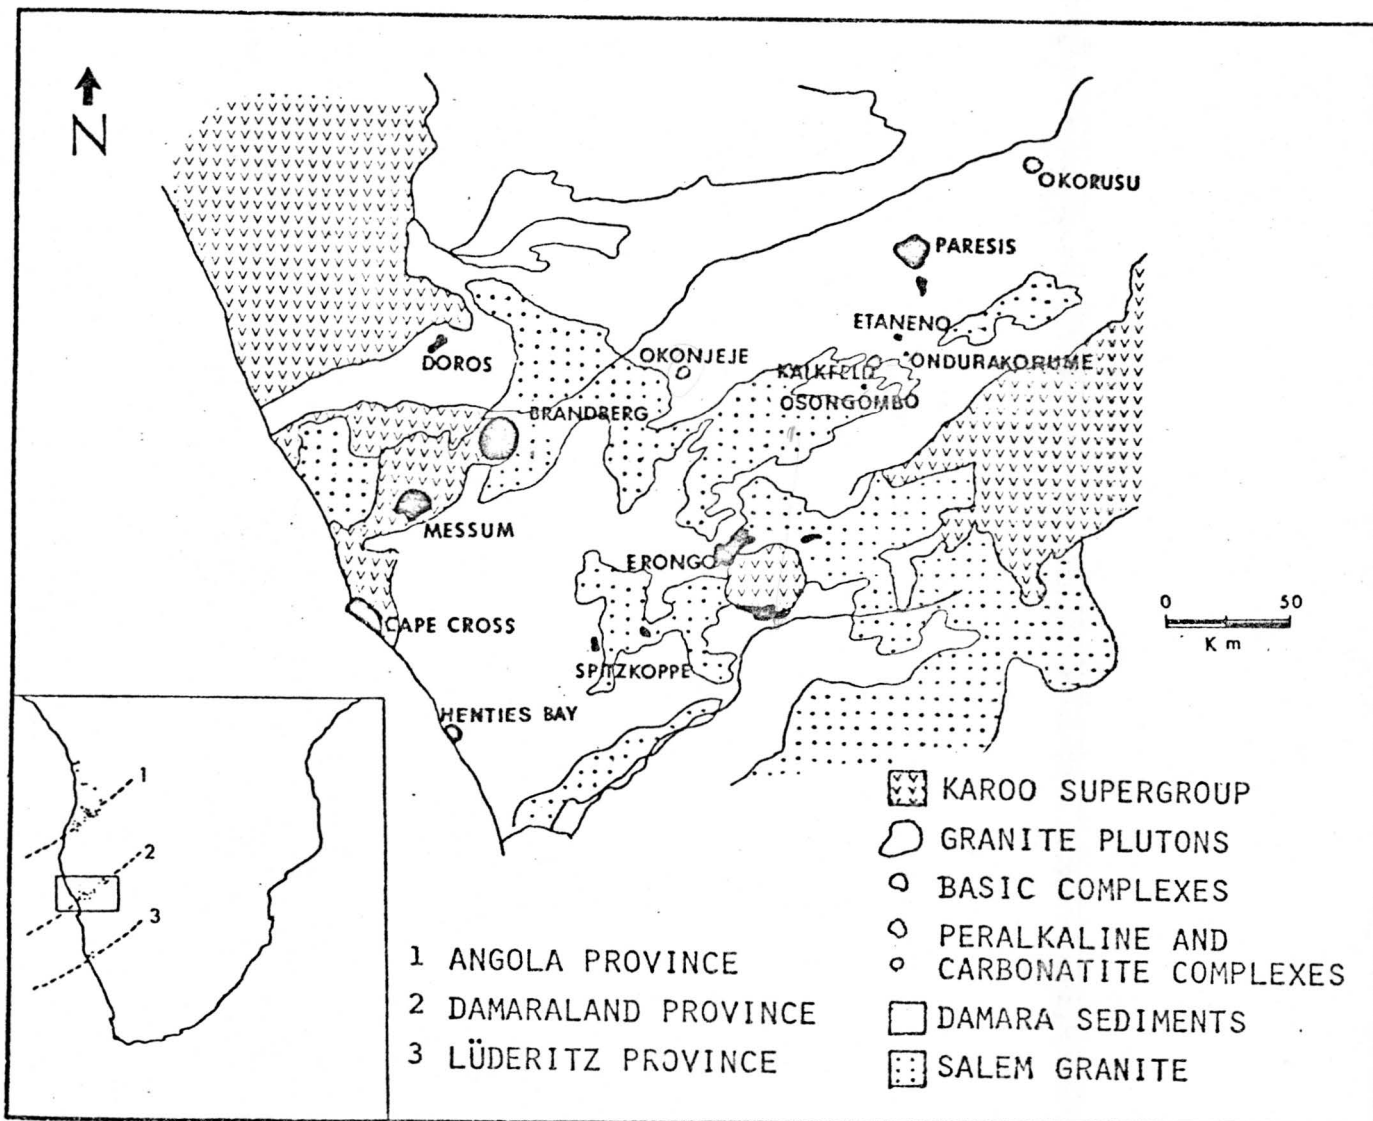 N
OKORUSU
PARESIS
ETANENO
ONDURAKORUME
OKONJEJE
KALKFELD
OSONGOMBO
DOROS
BRANDBERG
MESSUM
ERONGO
CAPE CROSS
SPITZKOPPE
HENTIES BAY
0 50
Km
1
2
3
1 ANGOLA PROVINCE
2 DAMARALAND PROVINCE
3 LÜDERITZ PROVINCE
KAROO SUPERGROUP
GRANITE PLUTONS
BASIC COMPLEXES
PERALKALINE AND
CARBONATITE COMPLEXES
DAMARA SEDIMENTS
SALEM GRANITE